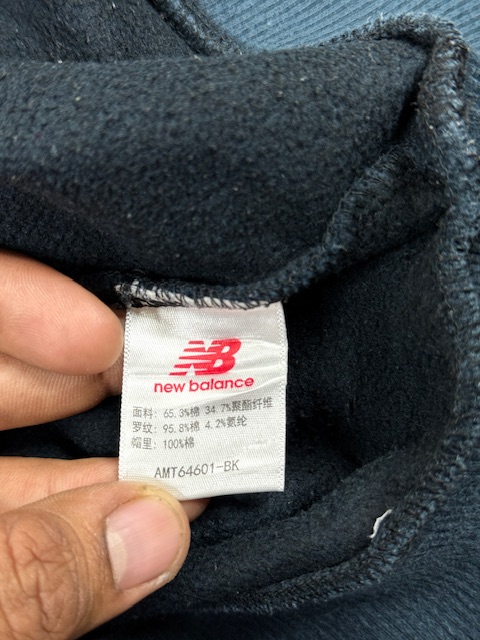 NB
new balance
面料: 65.3%棉 34.7%聚酯纤维
罗纹: 95.8%棉 4.2%氨纶
帽里: 100%棉
AMT64601-BK